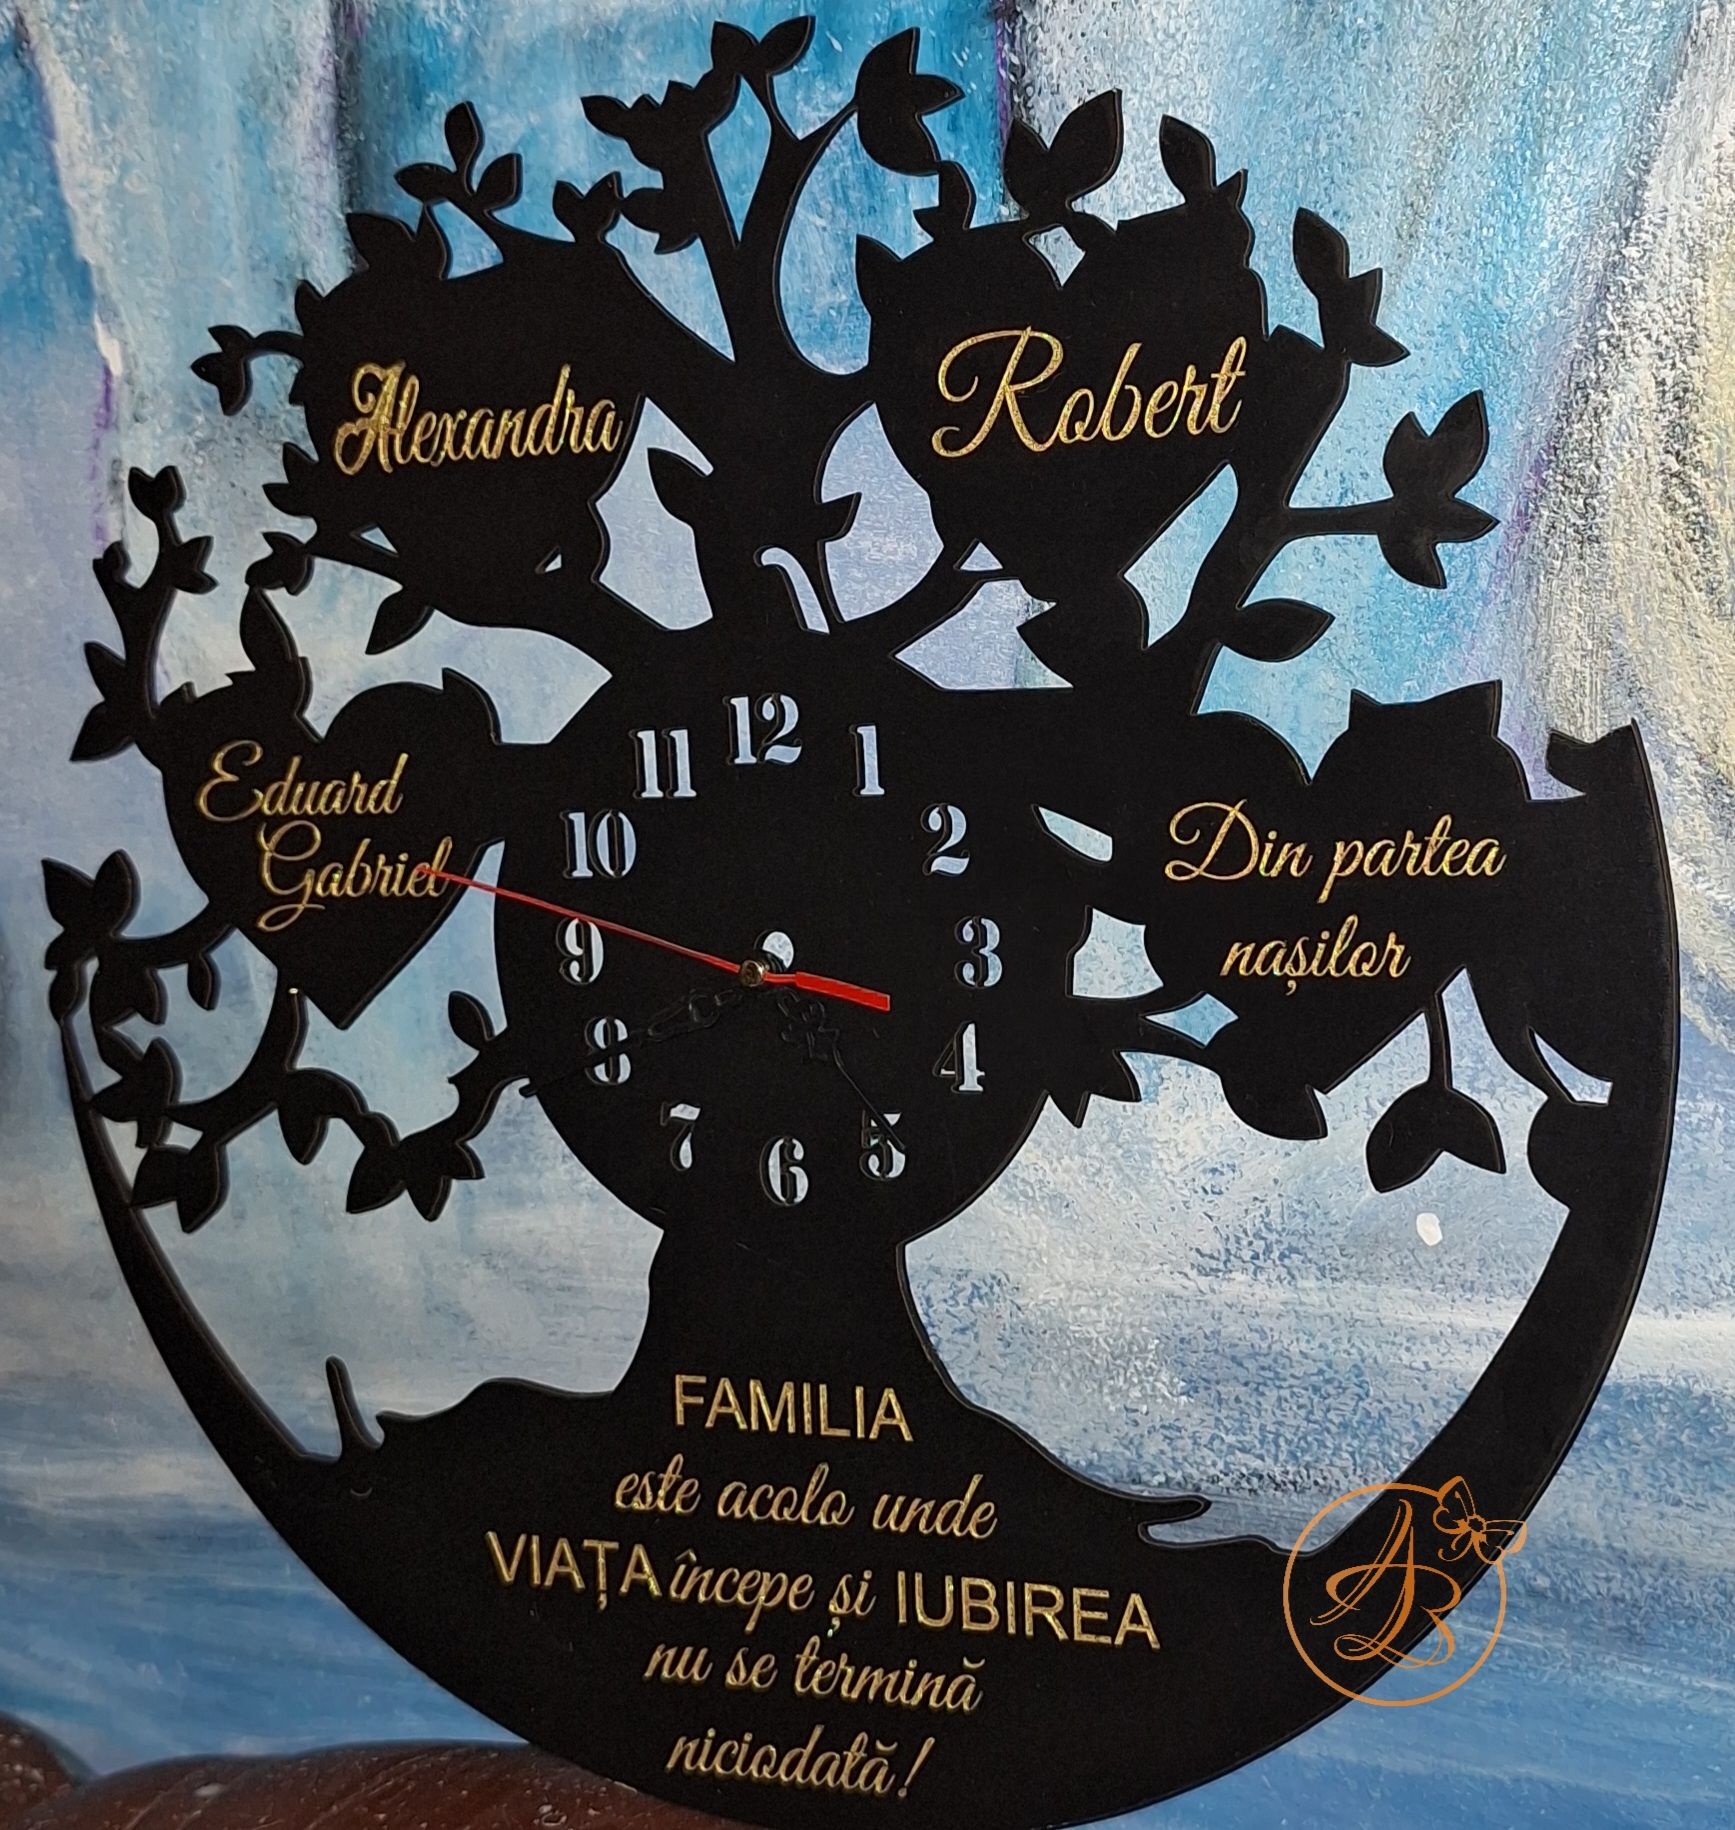 Alexandra
Robert
Eduard
Gabriel
Din partea
nașilor
12
11
1
10
2
9
3
8
4
7
5
6
FAMILIA
este acolo unde
VIAȚA începe și IUBIREA
nu se termină
niciodată!